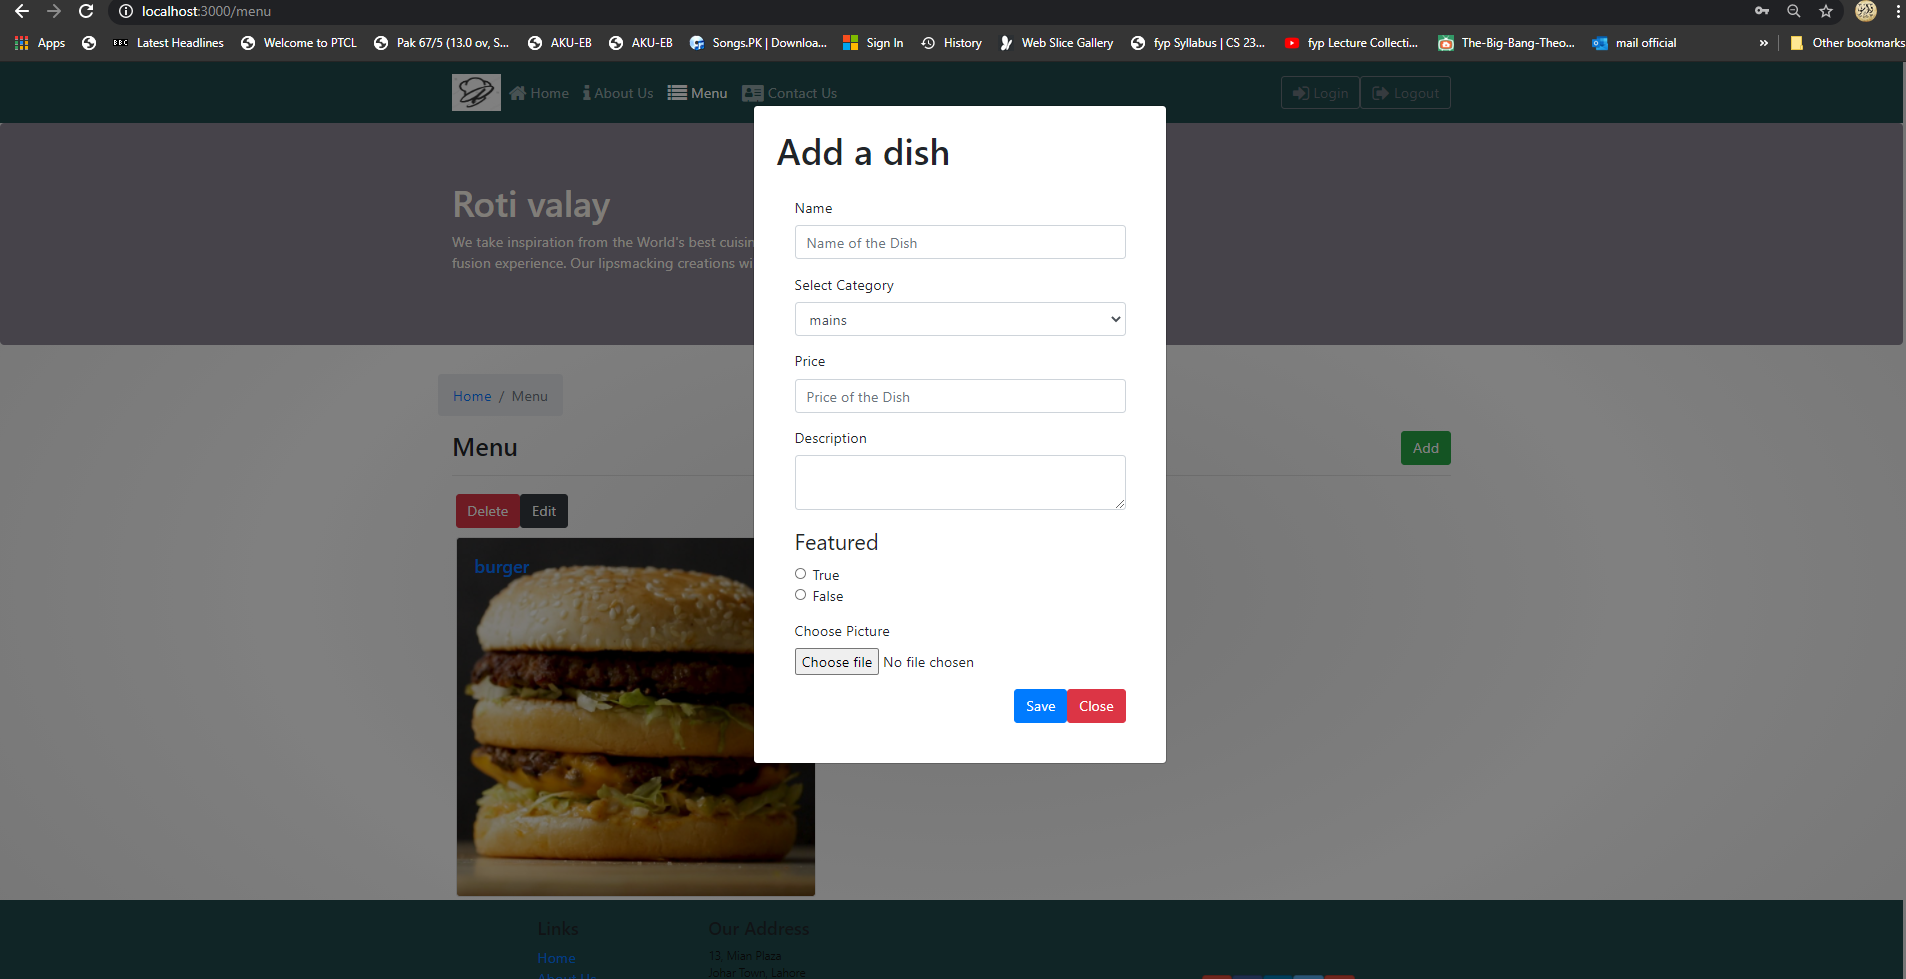 localhost:3000/menu
Apps
BBC Latest Headlines
Welcome to PTCL
Pak 67/5 (13.0 ov, S...
AKU-EB
AKU-EB
Songs.PK | Downloa...
Sign In
History
Web Slice Gallery
fyp Syllabus | CS 23...
fyp Lecture Collecti...
The-Big-Bang-Theo...
mail official
»
Other bookmarks
Home
About Us
Menu
Contact Us
Login
Logout
Roti valay
We take inspiration from the World's best cuisin
fusion experience. Our lipsmacking creations wi
Home / Menu
Menu
Add
Delete
Edit
burger
Add a dish
Name
Name of the Dish
Select Category
mains
Price
Price of the Dish
Description
Featured
True
False
Choose Picture
Choose file No file chosen
Save
Close
Links
Home
About Us
Our Address
13, Mian Plaza
Johar Town, Lahore